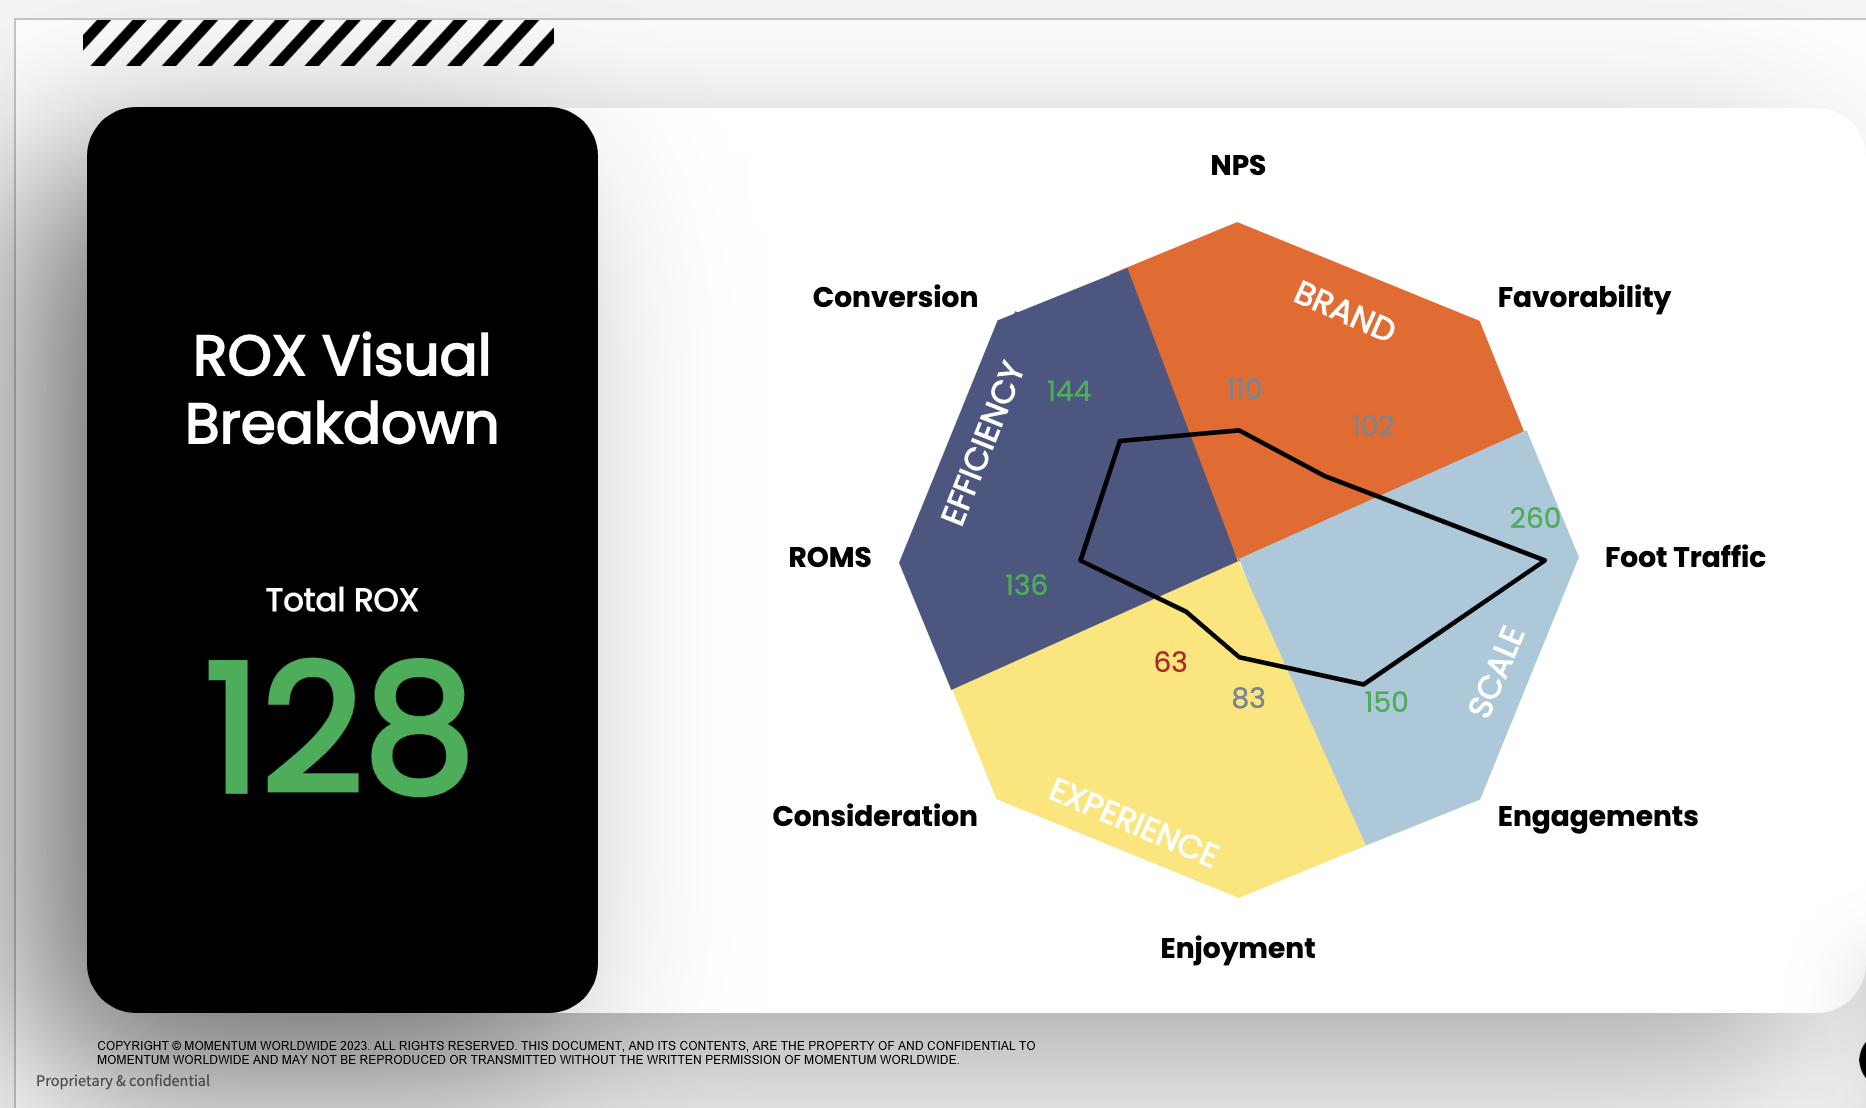 ROX Visual
Breakdown
Total ROX
128
NPS
Conversion
Favorability
BRAND
EFFICIENCY
144
110
102
260
ROMS
Foot Traffic
136
63
83
150
SCALE
EXPERIENCE
Consideration
Engagements
Enjoyment
COPYRIGHT © MOMENTUM WORLDWIDE 2023. ALL RIGHTS RESERVED. THIS DOCUMENT, AND ITS CONTENTS, ARE THE PROPERTY OF AND CONFIDENTIAL TO
MOMENTUM WORLDWIDE AND MAY NOT BE REPRODUCED OR TRANSMITTED WITHOUT THE WRITTEN PERMISSION OF MOMENTUM WORLDWIDE.
Proprietary & confidential